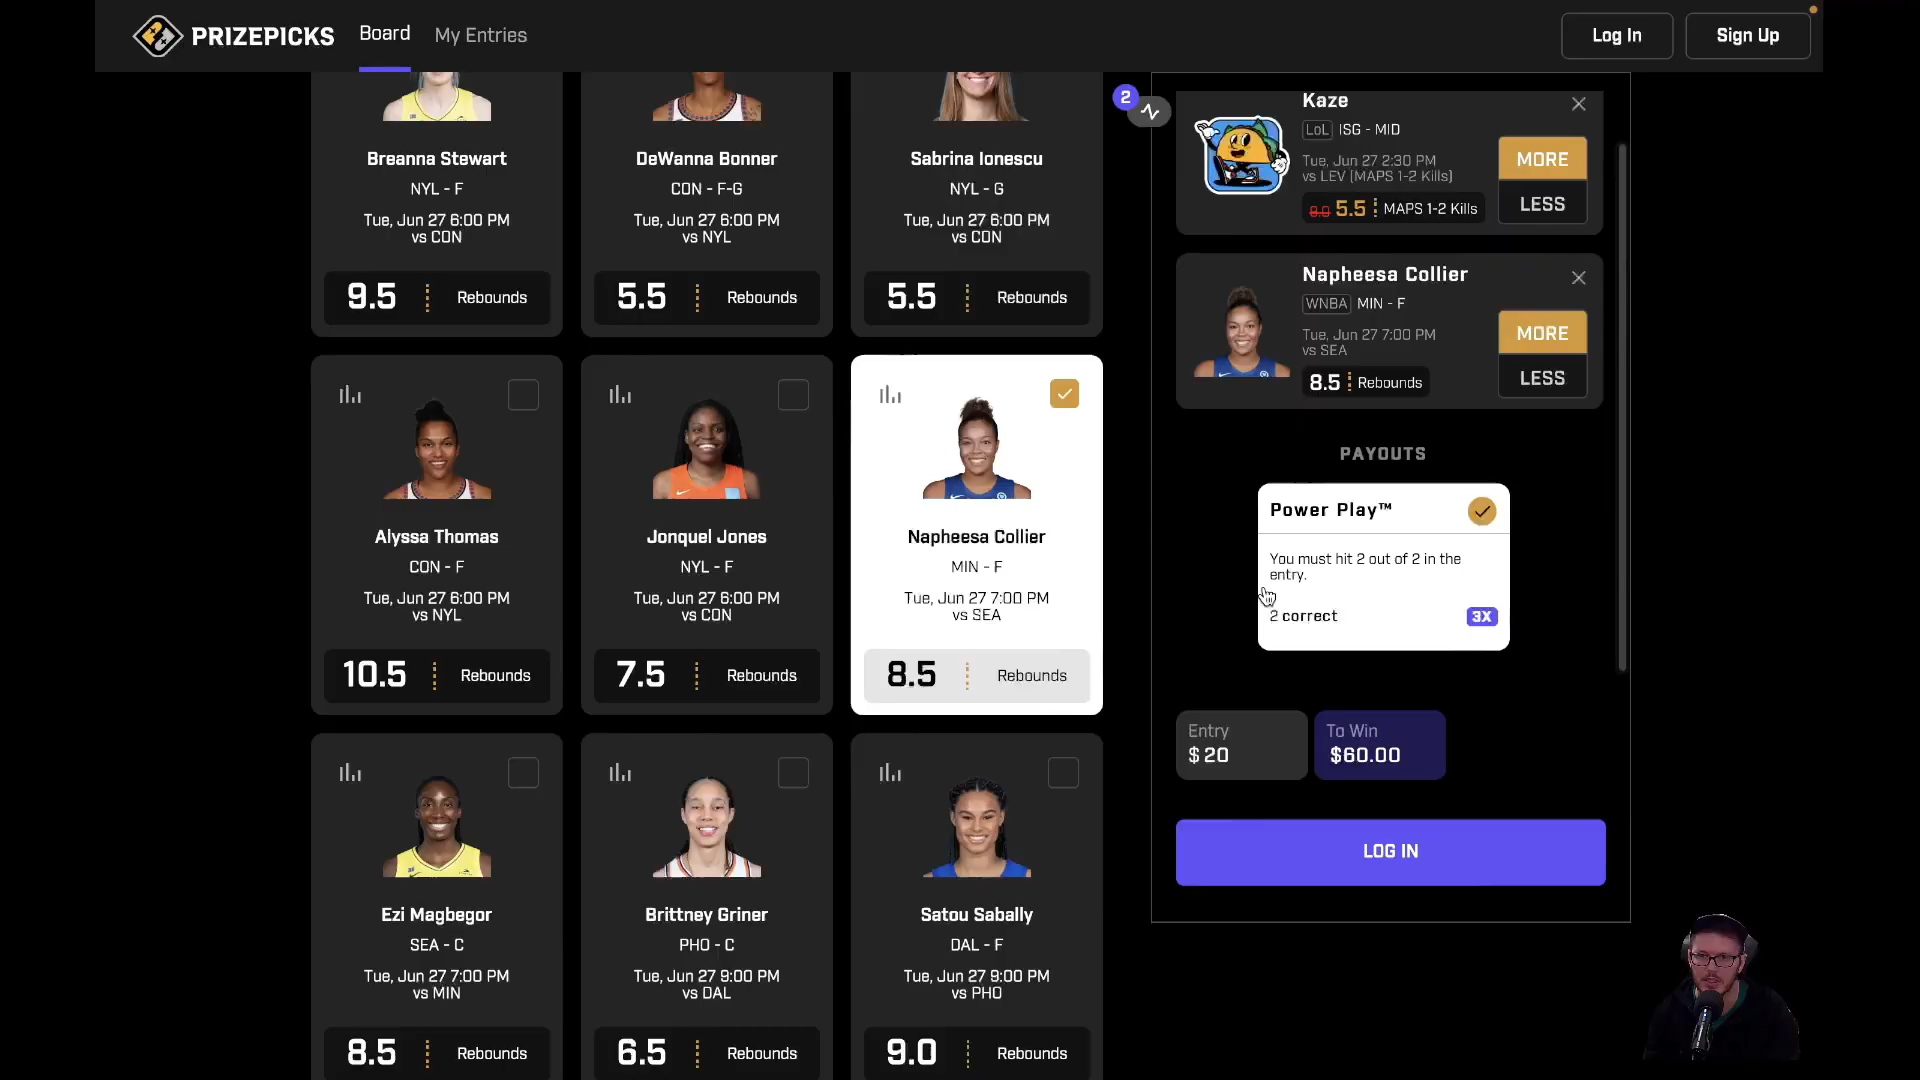 PRIZEPICKS
Board
My Entries
Log In
Sign Up
Breanna Stewart
NYL - F
Tue, Jun 27 6:00 PM
vs CON
9.5
Rebounds
DeWanna Bonner
CON - F-G
Tue, Jun 27 6:00 PM
vs NYL
5.5
Rebounds
Sabrina Ionescu
NYL - G
Tue, Jun 27 6:00 PM
vs CON
5.5
Rebounds
Alyssa Thomas
CON - F
Tue, Jun 27 6:00 PM
vs NYL
10.5
Rebounds
Jonquel Jones
NYL - F
Tue, Jun 27 6:00 PM
vs CON
7.5
Rebounds
Napheesa Collier
MIN - F
Tue, Jun 27 7:00 PM
vs SEA
8.5
Rebounds
Ezi Magbegor
SEA - C
Tue, Jun 27 7:00 PM
vs MIN
8.5
Rebounds
Brittney Griner
PHO - C
Tue, Jun 27 9:00 PM
vs DAL
6.5
Rebounds
Satou Sabally
DAL - F
Tue, Jun 27 9:00 PM
vs PHO
9.0
Rebounds
2
Kaze
LoL ISG - MID
Tue, Jun 27 2:30 PM
vs LEV (MAPS 1-2 Kills)
8.0 5.5 MAPS 1-2 Kills
MORE
LESS
Napheesa Collier
WNBA MIN - F
Tue, Jun 27 7:00 PM
vs SEA
8.5 Rebounds
MORE
LESS
PAYOUTS
Power Play™
You must hit 2 out of 2 in the
entry.
2 correct
3X
Entry
$ 20
To Win
$60.00
LOG IN